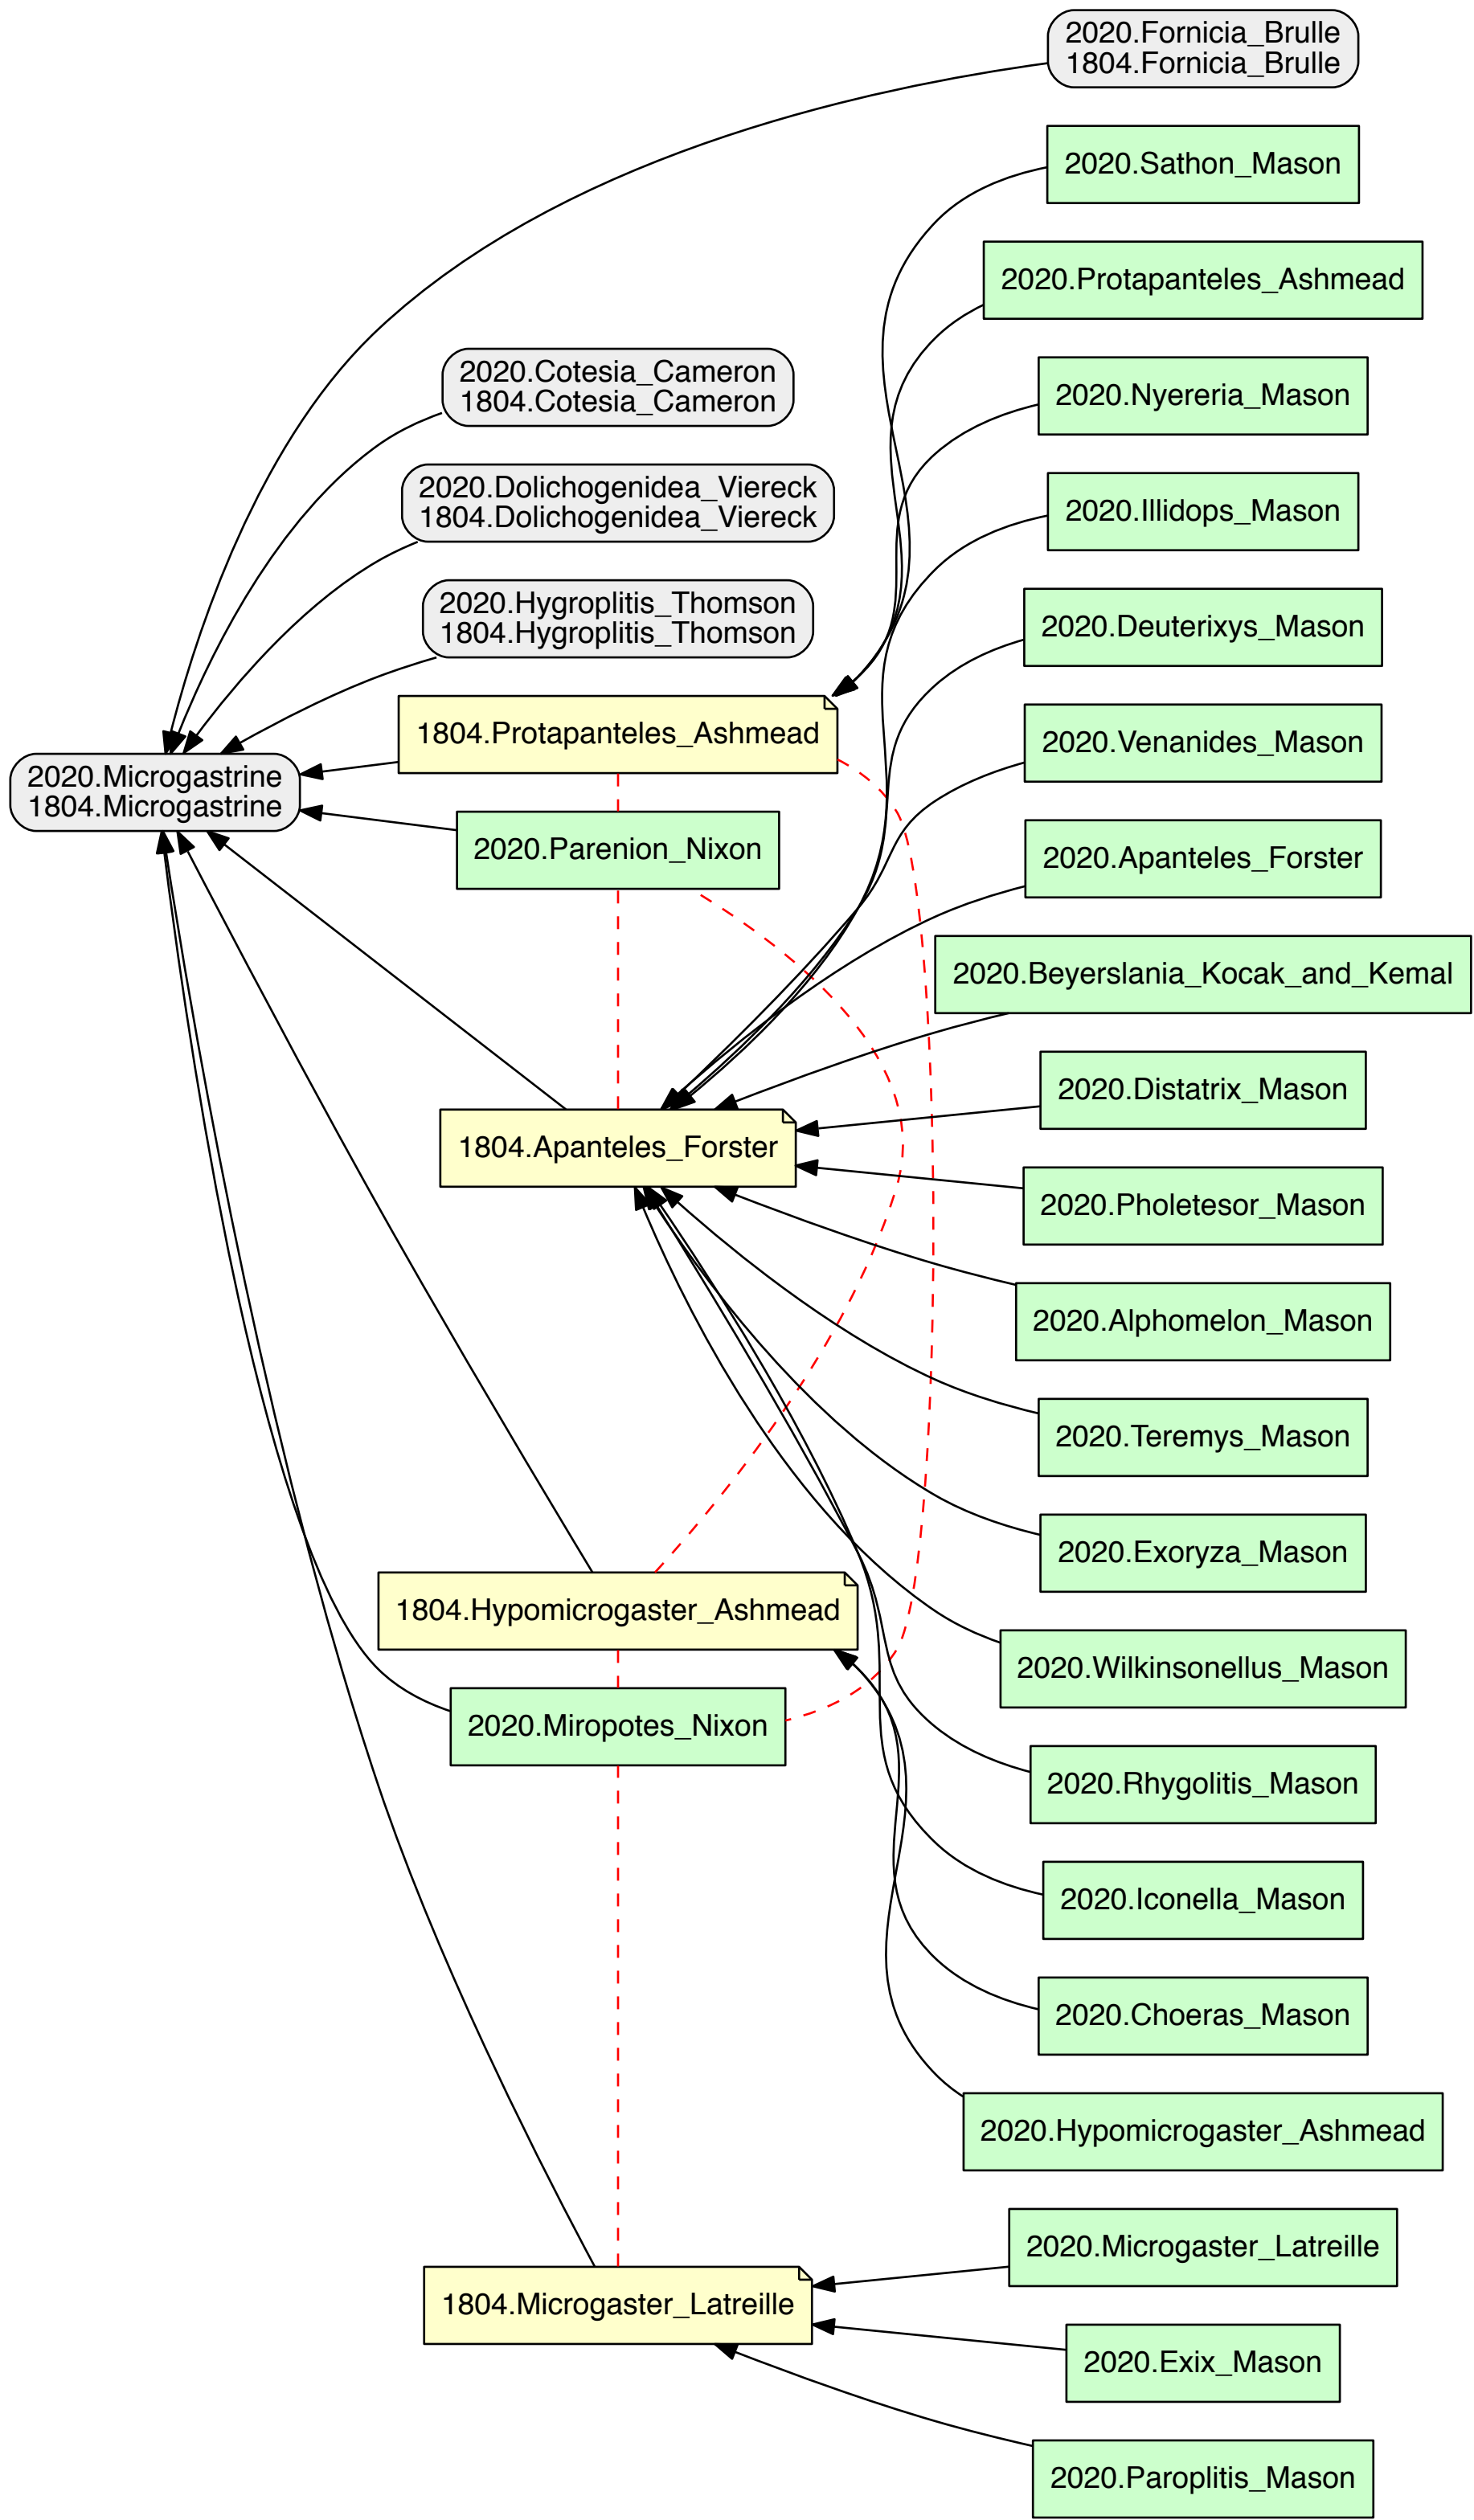 2020.Fornicia_Brulle
1804.Fornicia_Brulle
2020.Sathon_Mason
2020.Protapanteles_Ashmead
2020.Cotesia_Cameron
1804.Cotesia_Cameron
2020.Nyereria_Mason
2020.Dolichogenidea_Viereck
1804.Dolichogenidea_Viereck
2020.Illidops_Mason
2020.Hygroplitis_Thomson
1804.Hygroplitis_Thomson
2020.Deuterixys_Mason
1804.Protapanteles_Ashmead
2020.Venanides_Mason
2020.Microgastrine
1804.Microgastrine
2020.Parenion_Nixon
2020.Apanteles_Forster
2020.Beyerslania_Kocak_and_Kemal
2020.Distatrix_Mason
1804.Apanteles_Forster
2020.Pholetesor_Mason
2020.Alphomelon_Mason
2020.Teremys_Mason
2020.Exoryza_Mason
1804.Hypomicrogaster_Ashmead
2020.Wilkinsonellus_Mason
2020.Miropotes_Nixon
2020.Rhygolitis_Mason
2020.Iconella_Mason
2020.Choeras_Mason
2020.Hypomicrogaster_Ashmead
2020.Microgaster_Latreille
1804.Microgaster_Latreille
2020.Exix_Mason
2020.Paroplitis_Mason